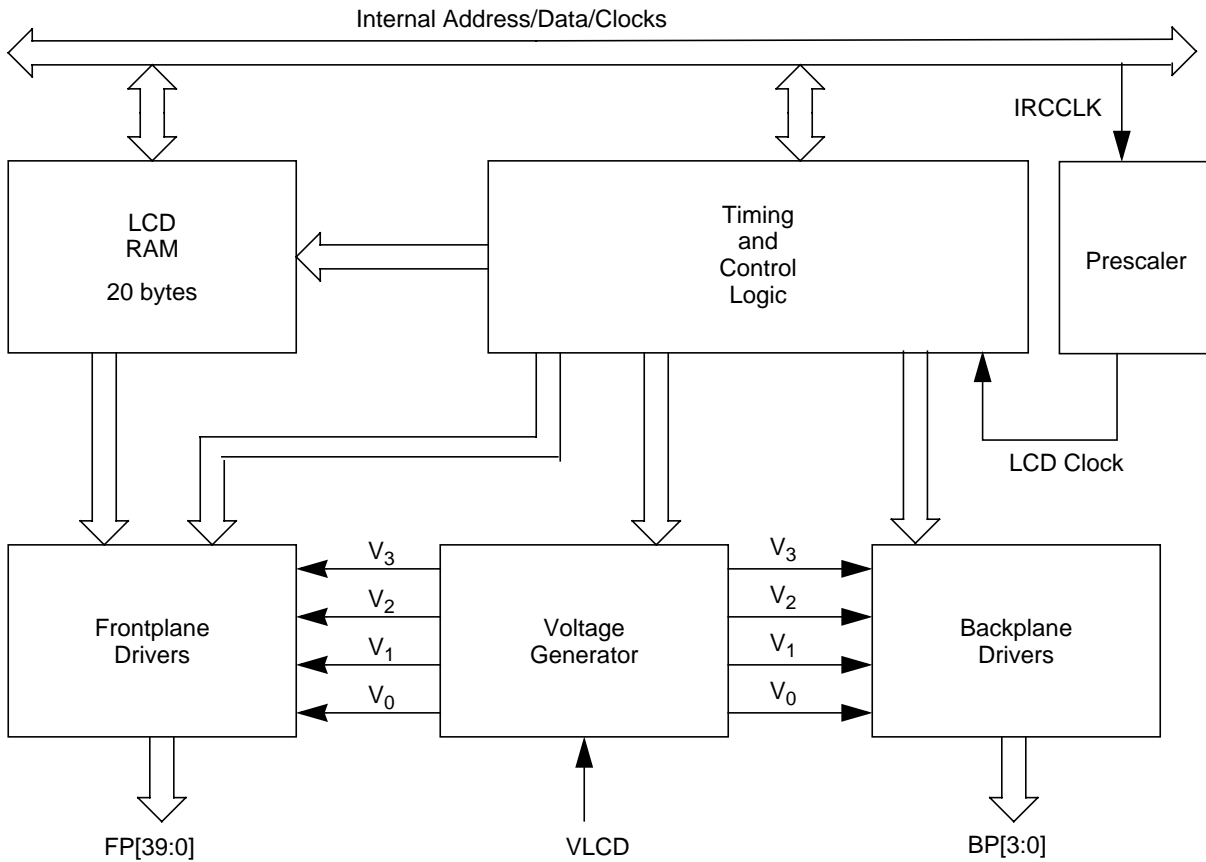 Internal Address/Data/Clocks
IRCCLK
LCD
RAM
20 bytes
Timing
and
Control
Logic
Prescaler
LCD Clock
V3
V2
V1
V0
V3
V2
V1
V0
Frontplane
Drivers
Voltage
Generator
Backplane
Drivers
FP[39:0]
VLCD
BP[3:0]